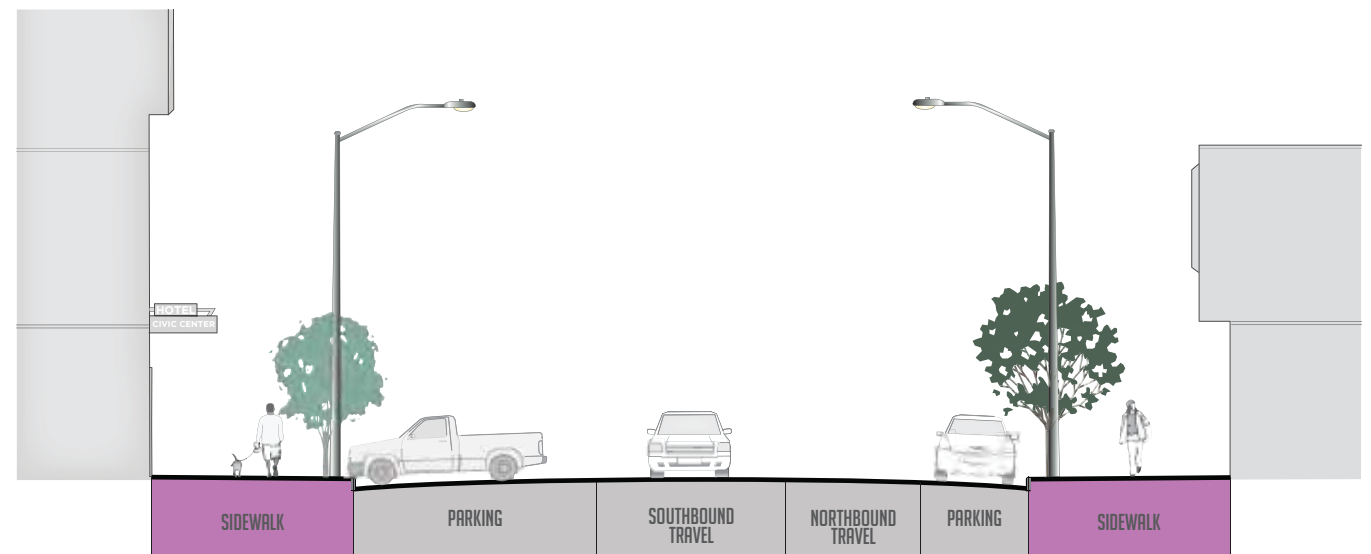 HOTEL
CIVIC CENTER
SIDEWALK
PARKING
SOUTHBOUND
TRAVEL
NORTHBOUND
TRAVEL
PARKING
SIDEWALK